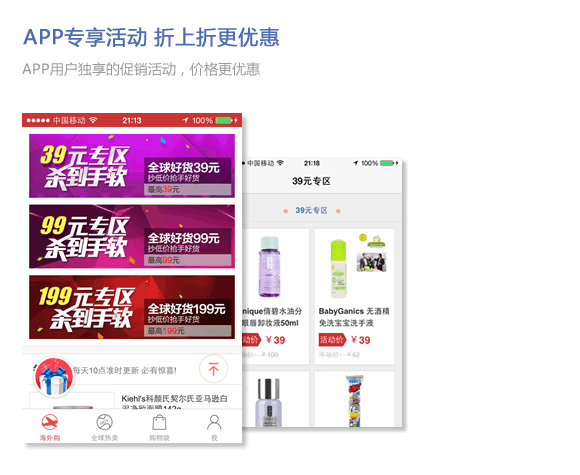 APP专享活动 折上折更优惠
APP用户独享的促销活动，价格更优惠
中国移动
21:13
100%
39元专区
杀到手软
全球好货39元
抄低价抢手好货
最高39元
99元专区
杀到手软
全球好货99元
抄低价抢手好货
最高99元
199元专区
杀到手软
全球好货199元
抄低价抢手好货
最高199元
每天10点准时更新 必有惊喜!
Kiehl's科颜氏契尔氏亚马逊白
海外购
全球热卖
购物袋
我
中国移动
21:18
100%
39元专区
39元专区
nique倩碧水油分
眼唇卸妆液50ml
活动价 ¥39
市场价: ¥109
BabyGanics 无酒精
免洗宝宝洗手液
活动价 ¥39
市场价: ¥52